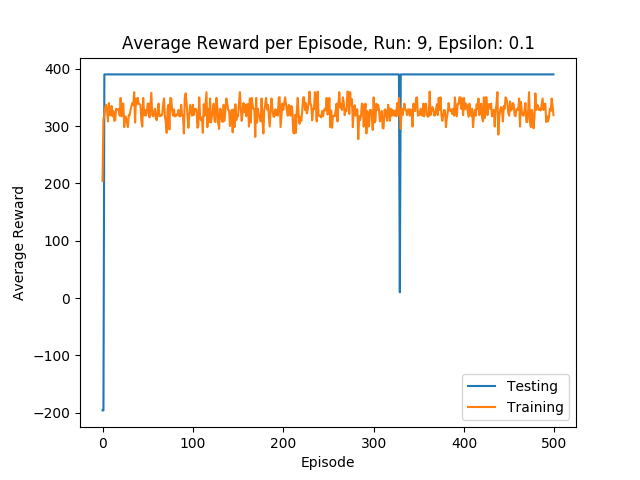 Average Reward per Episode, Run: 9, Epsilon: 0.1
400
300
200
100
0
−100
−200
Average Reward
0
100
200
300
400
500
Episode
Testing
Training